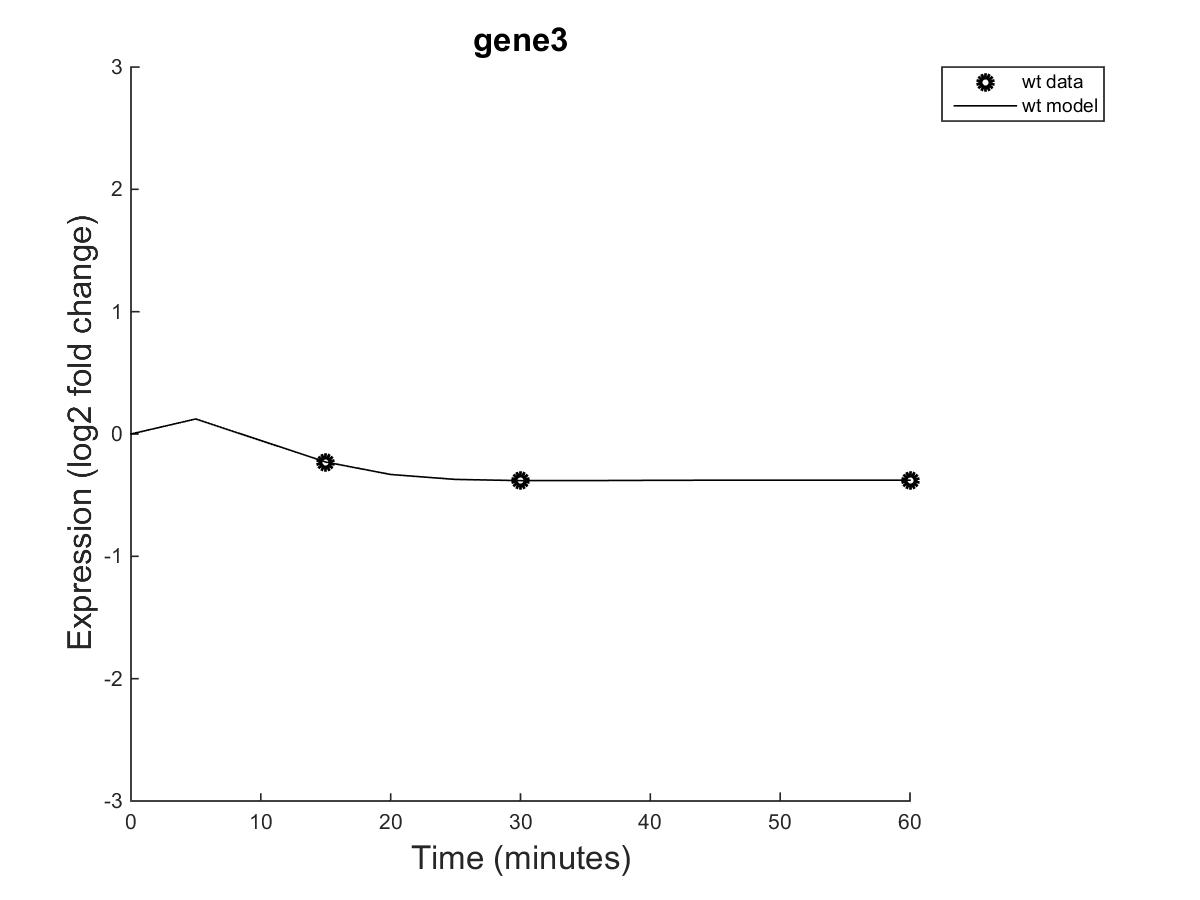 gene3
wt data
wt model
Expression (log2 fold change)
3
2
1
0
-1
-2
-3
0 10 20 30 40 50 60
Time (minutes)